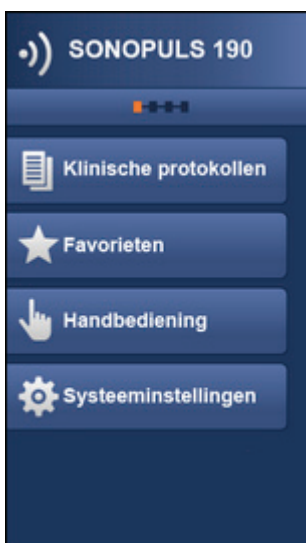 SONOPULS 190
Klinische protokollen
Favorieten
Handbediening
Systeeminstellingen